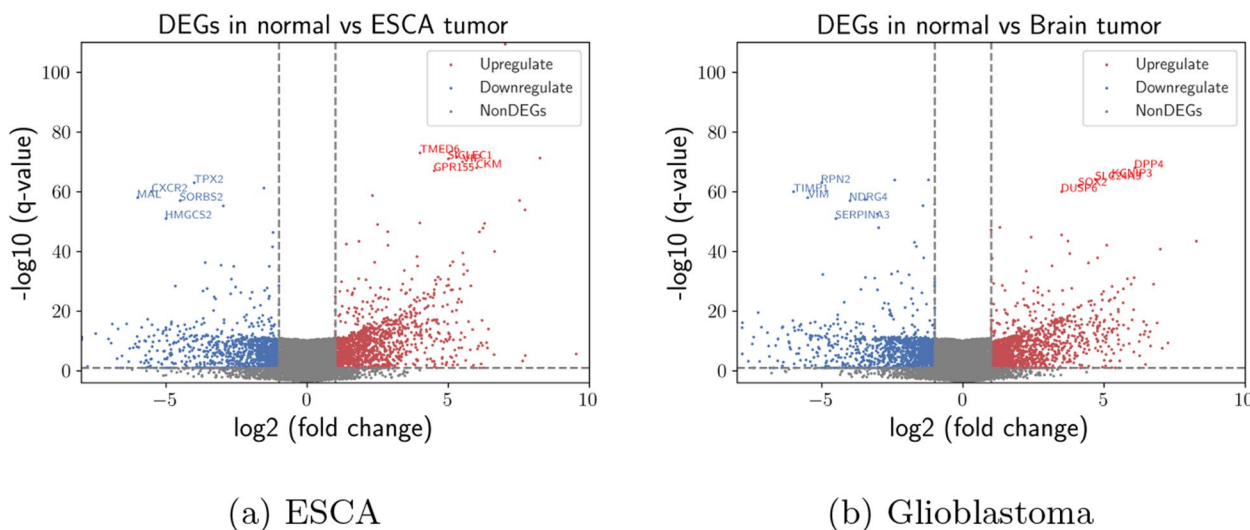 DEGs in normal vs ESCA tumor
Upregulate
Downregulate
NonDEGs
TMED6
SIGLEC1
CKM
GPR155
TPX2
CXCR2
MAL
SORBS2
HMGCS2
-log10 (q-value)
100
80
60
40
20
0
−5
0
5
10
log2 (fold change)
(a) ESCA
DEGs in normal vs Brain tumor
Upregulate
Downregulate
NonDEGs
DPP4
SOX2
DUSP6
RPN2
TIMP1
VIM
NDRG4
SERPINA3
-log10 (q-value)
100
80
60
40
20
0
−5
0
5
10
log2 (fold change)
(b) Glioblastoma